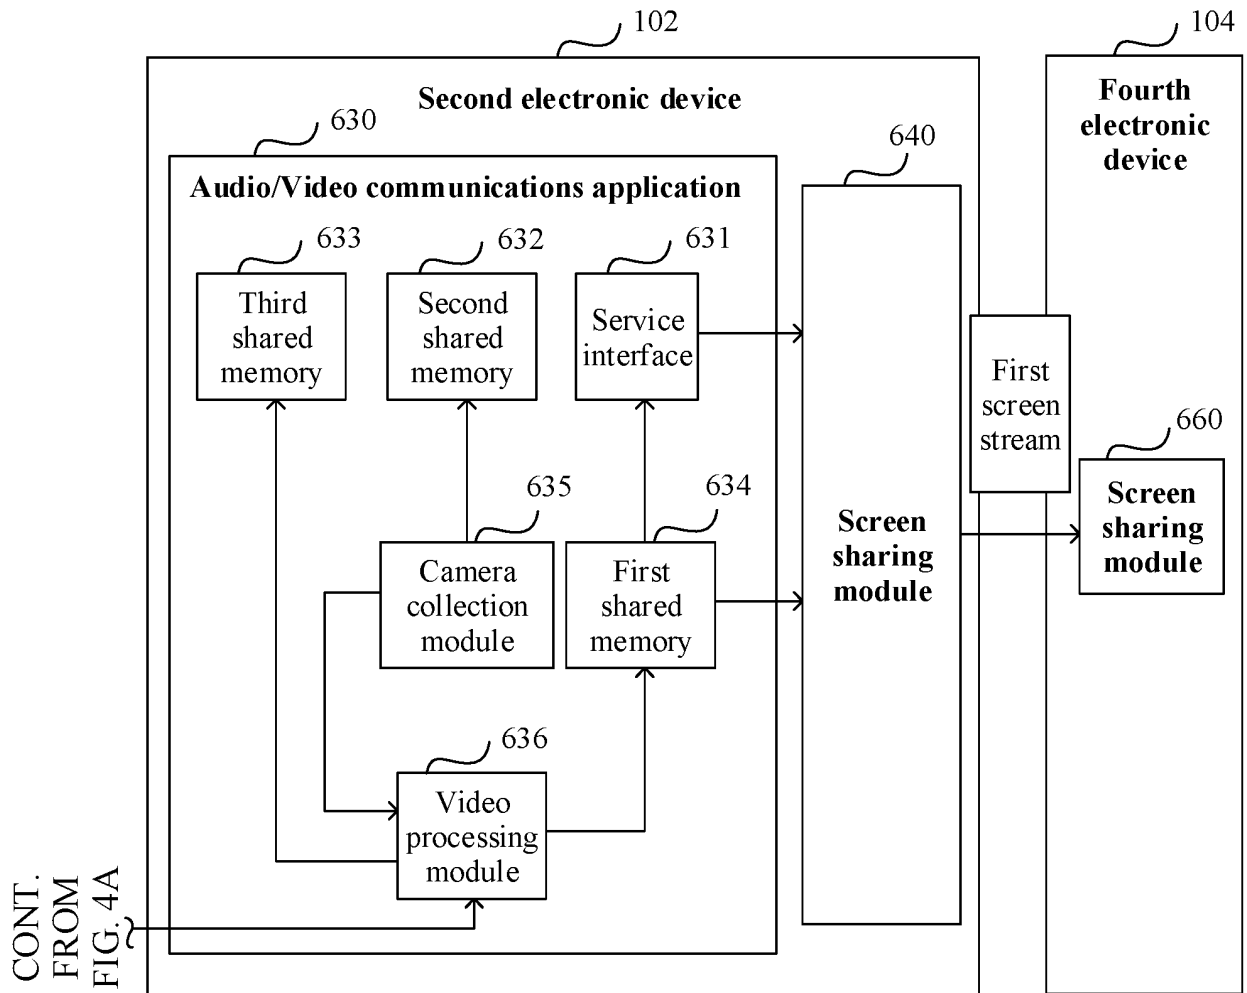 102
104
Second electronic device
Fourth
electronic
device
630
640
Audio/Video communications application
633
632
631
Third
shared
memory
Second
shared
memory
Service
interface
First
screen
stream
660
635
634
Screen
sharing
module
Screen
sharing
module
Camera
collection
module
First
shared
memory
636
Video
processing
module
CONT.
FROM
FIG. 4A